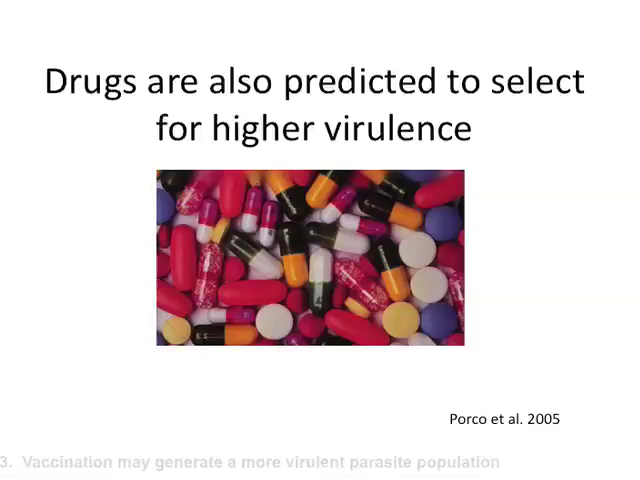 Drugs are also predicted to select
for higher virulence
Porco et al. 2005
3. Vaccination may generate a more virulent parasite population